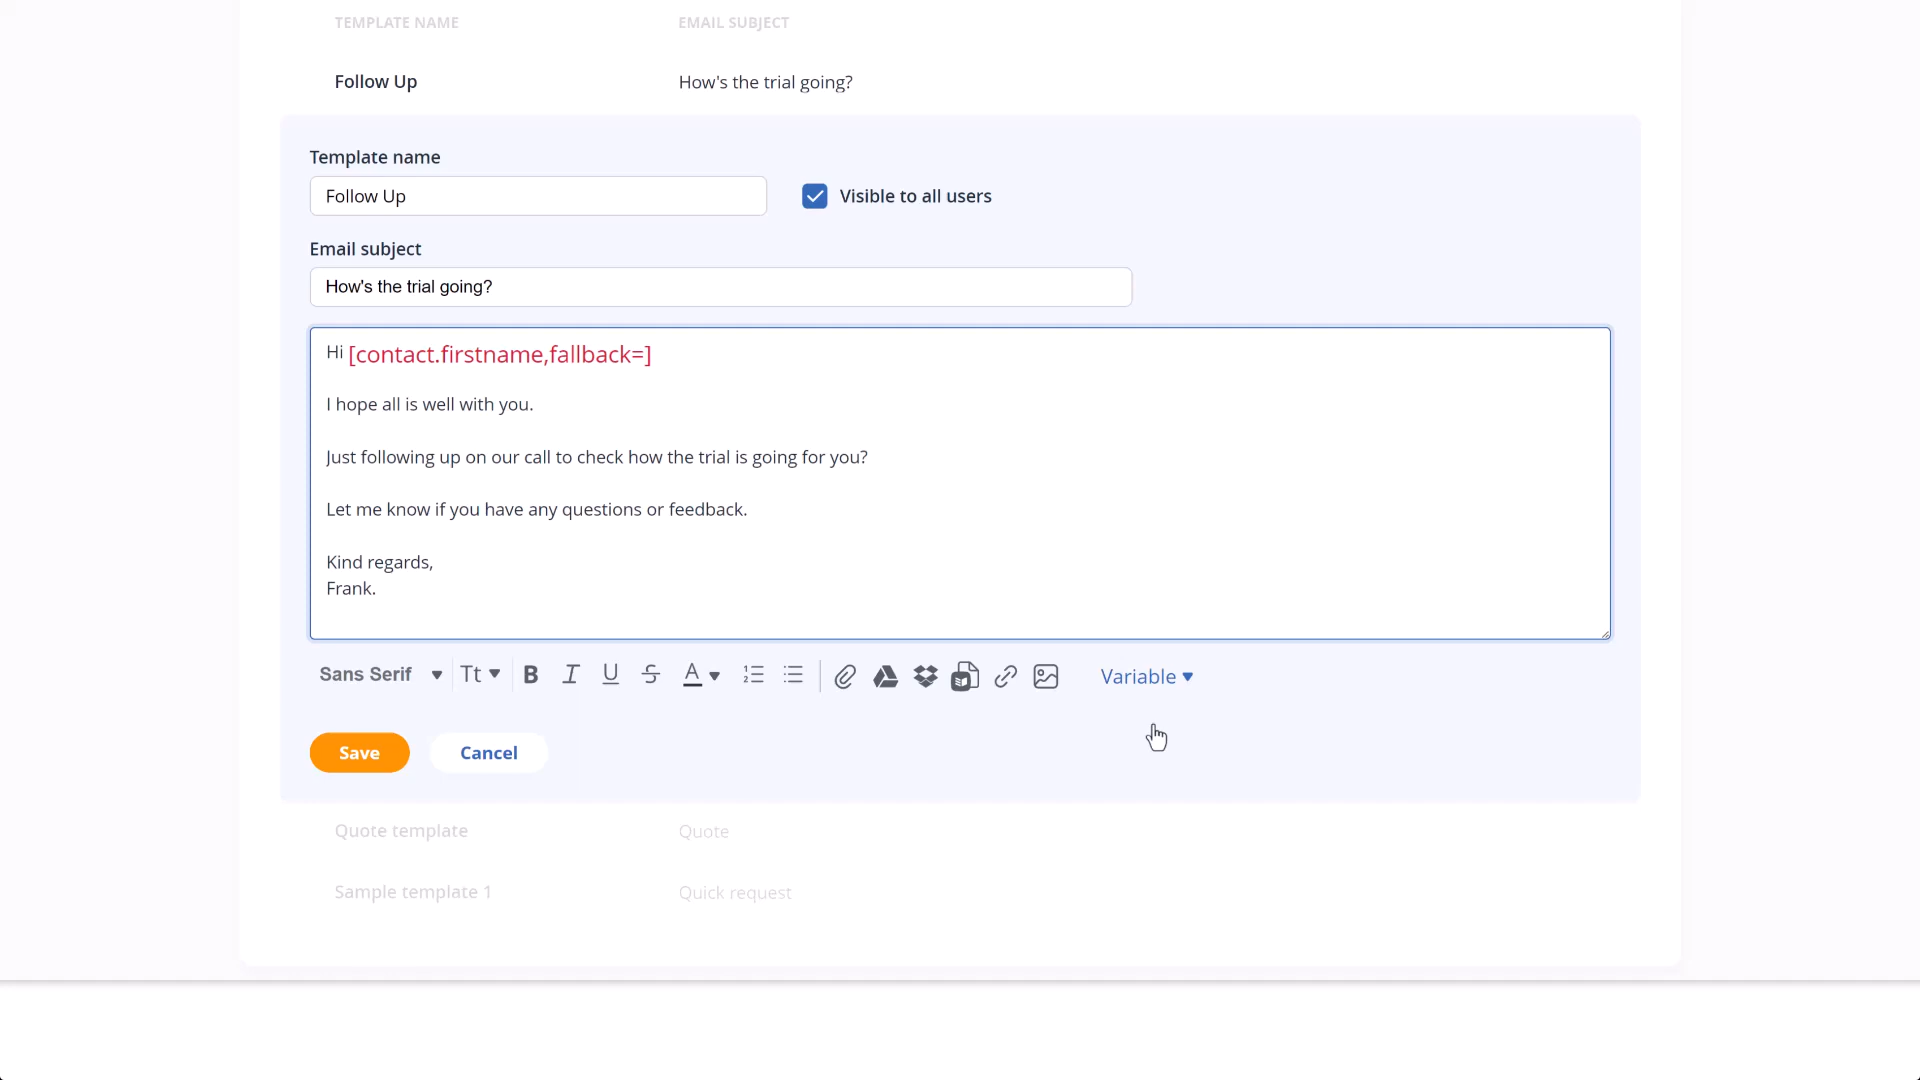 TEMPLATE NAME EMAIL SUBJECT
Follow Up How's the trial going?
Template name
Follow Up Visible to all users
Email subject
How's the trial going?
Hi [contact.firstname,fallback=]
I hope all is well with you.
Just following up on our call to check how the trial is going for you?
Let me know if you have any questions or feedback.
Kind regards,
Frank.
Sans Serif Tt B I U S A Variable
Save Cancel
Quote template Quote
Sample template 1 Quick request